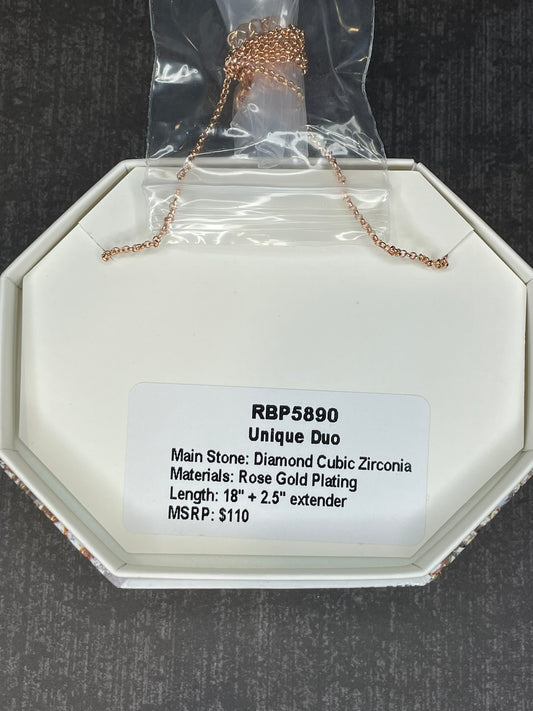 RBP5890
Unique Duo
Main Stone: Diamond Cubic Zirconia
Materials: Rose Gold Plating
Length: 18" + 2.5" extender
MSRP: $110